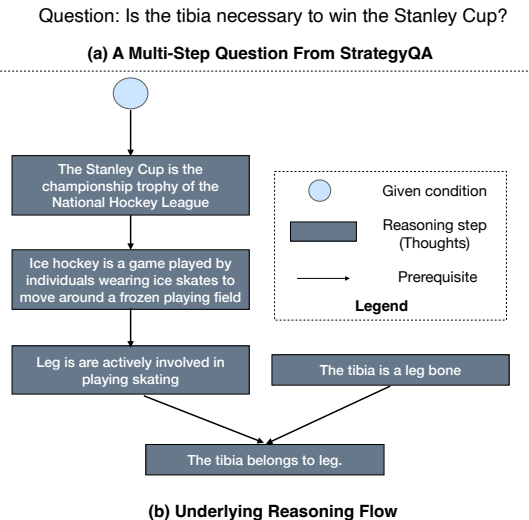 Question: Is the tibia necessary to win the Stanley Cup?
(a) A Multi-Step Question From StrategyQA
The Stanley Cup is the
championship trophy of the
National Hockey League
Ice hockey is a game played by
individuals wearing ice skates to
move around a frozen playing field
Leg is are actively involved in
playing skating
The tibia is a leg bone
The tibia belongs to leg.
Given condition
Reasoning step
(Thoughts)
Prerequisite
Legend
(b) Underlying Reasoning Flow